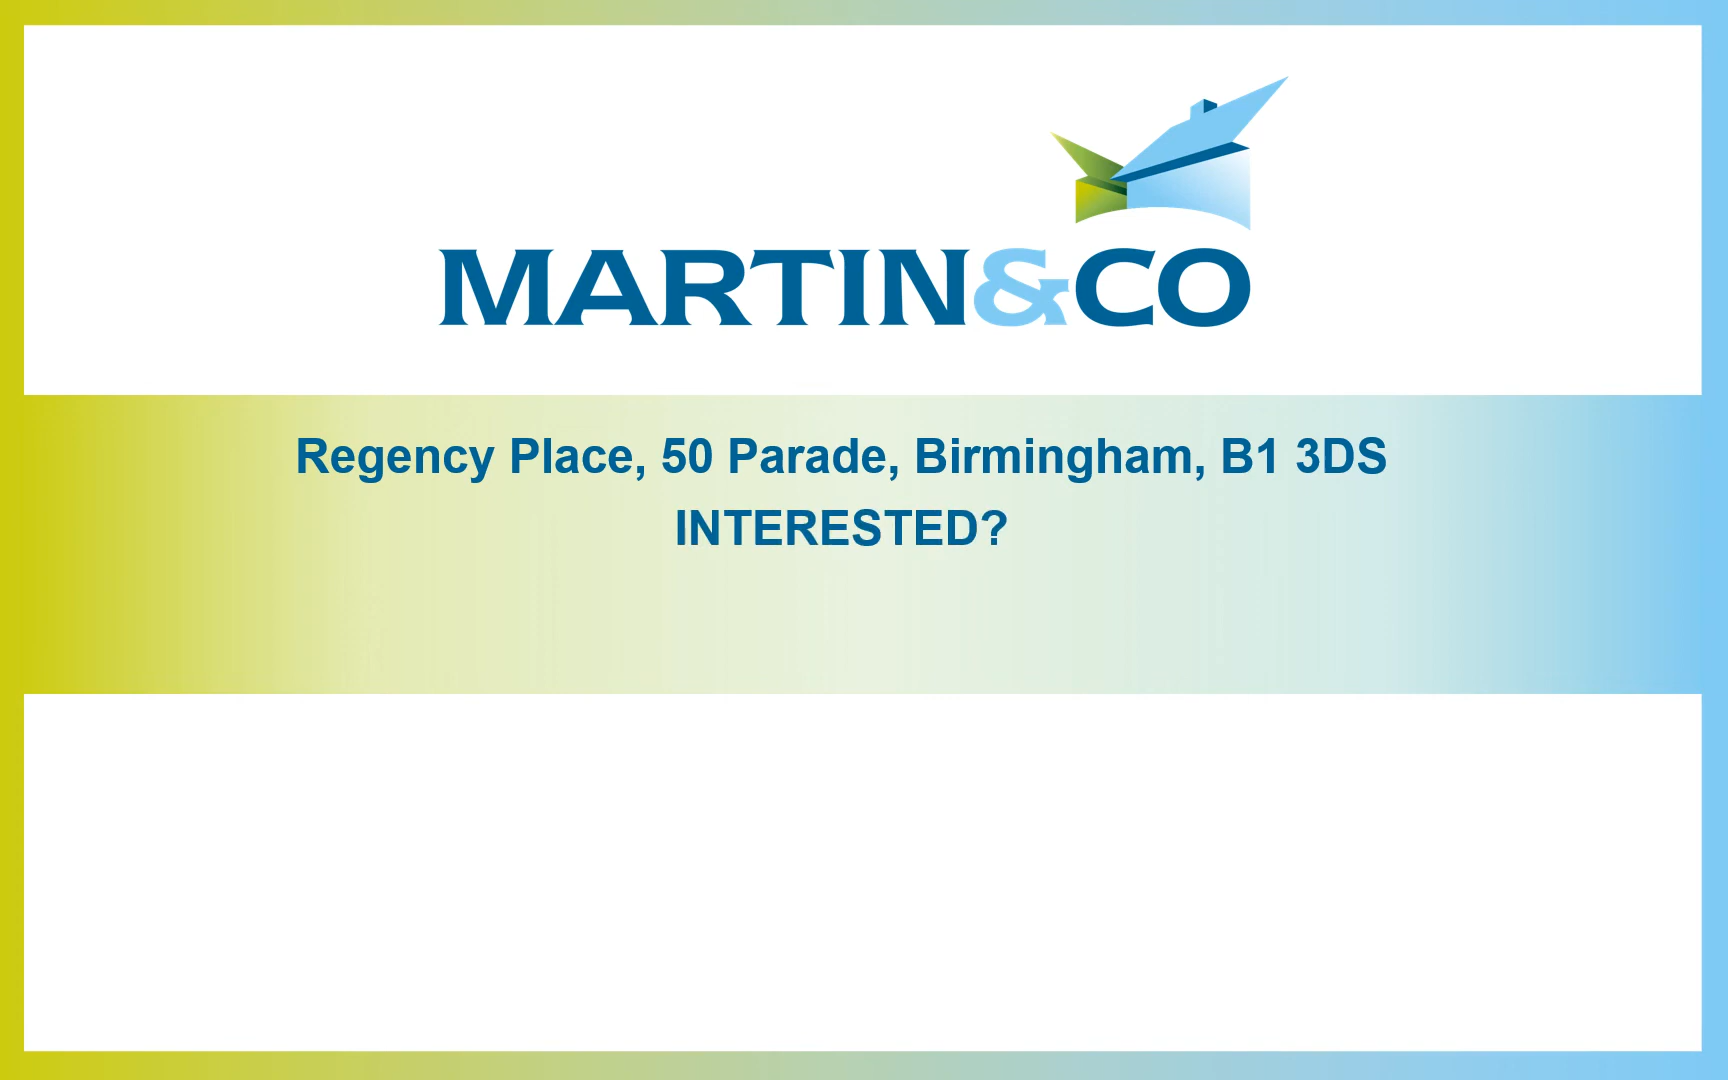 MARTIN&CO
Regency Place, 50 Parade, Birmingham, B1 3DS
INTERESTED?